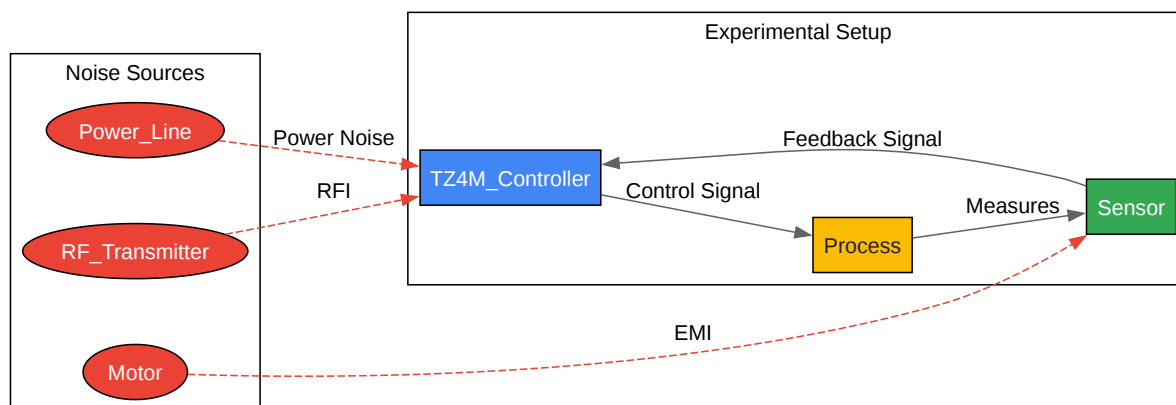 Experimental Setup
Noise Sources
Power_Line
Power Noise
Feedback Signal
TZ4M_Controller
RFI
Control Signal
Measures
Sensor
RF_Transmitter
Process
EMI
Motor